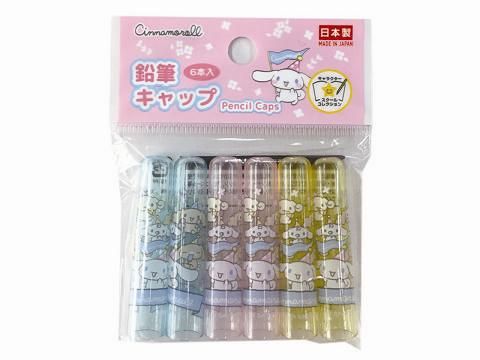 Cinnamoroll
日本製
MADE IN JAPAN
鉛筆
6本入
キャップ
Pencil Caps
キャラクター
スクール
コレクション